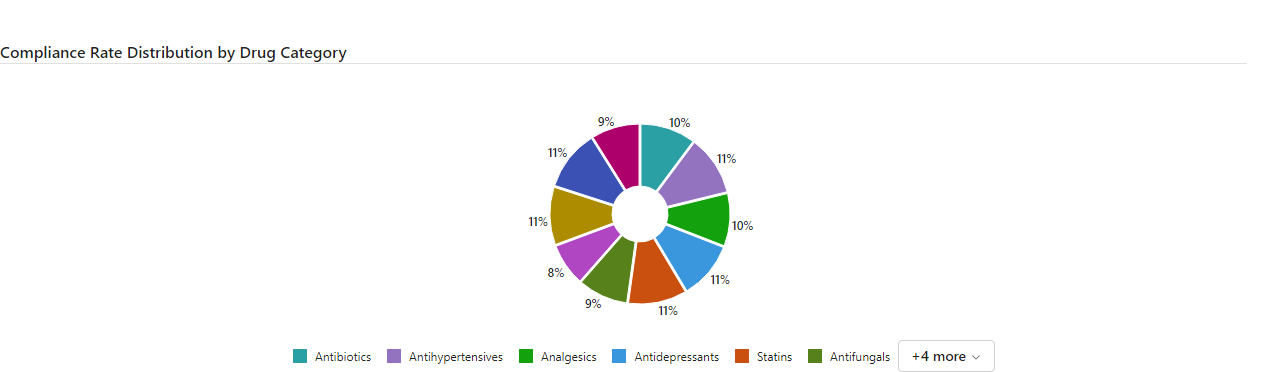 Compliance Rate Distribution by Drug Category
9%
10%
11%
11%
11%
10%
8%
11%
9%
11%
Antibiotics
Antihypertensives
Analgesics
Antidepressants
Statins
Antifungals
+4 more